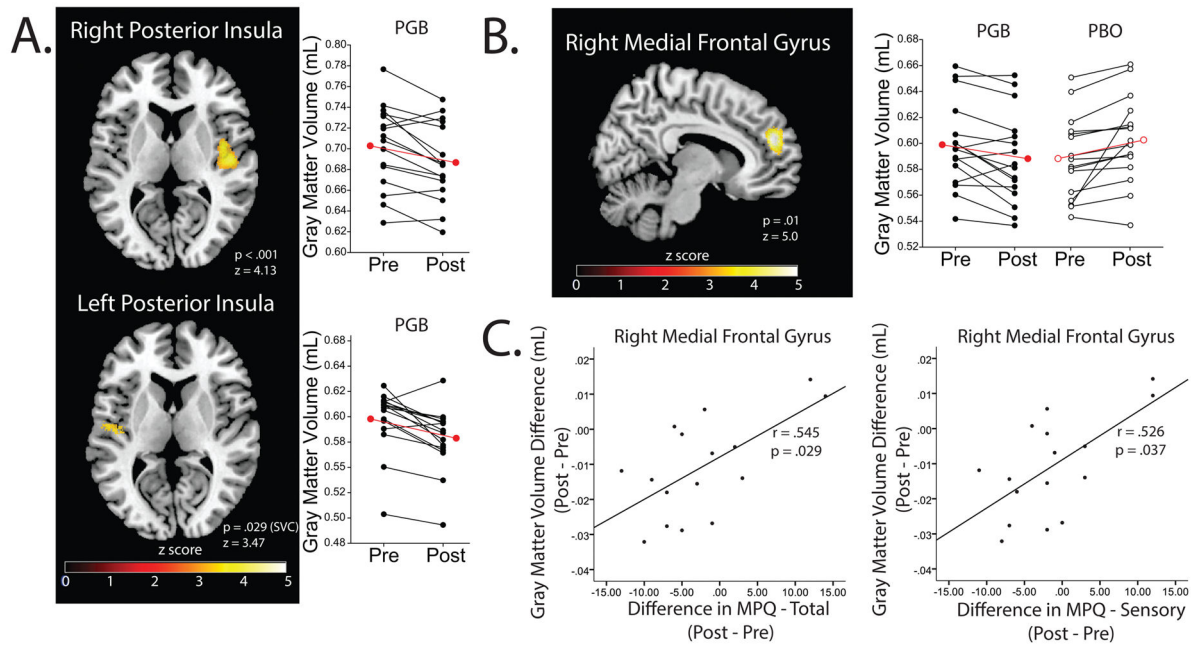 A.
Right Posterior Insula
p < .001
z = 4.13
PGB
Gray Matter Volume (mL)
0.80
0.78
0.76
0.74
0.72
0.70
0.68
0.66
0.64
0.62
0.60
Pre Post
Left Posterior Insula
p = .029 (SVC)
z = 3.47
z score
0 1 2 3 4 5
PGB
Gray Matter Volume (mL)
0.68
0.64
0.62
0.60
0.58
0.55
0.52
0.50
0.48
Pre Post
B.
Right Medial Frontal Gyrus
p = .01
z = 5.0
z score
0 1 2 3 4 5
PGB PBO
Gray Matter Volume (mL)
0.66
0.64
0.62
0.60
0.58
0.56
0.54
0.52
Pre Post Pre Post
C.
Right Medial Frontal Gyrus
Gray Matter Volume Difference (mL)
(Post - Pre)
.02
.01
.00
-.01
-.02
-.03
-.04
r = .545
p = .029
-15.00 -10.00 -5.00 0.00 5.00 10.00 15.00
Difference in MPQ - Total
(Post - Pre)
Right Medial Frontal Gyrus
Gray Matter Volume Difference (mL)
(Post - Pre)
.02
.01
.00
-.01
-.02
-.03
-.04
r = .526
p = .037
-15.00 -10.00 -5.00 0.00 5.00 10.00 15.00
Difference in MPQ - Sensory
(Post - Pre)